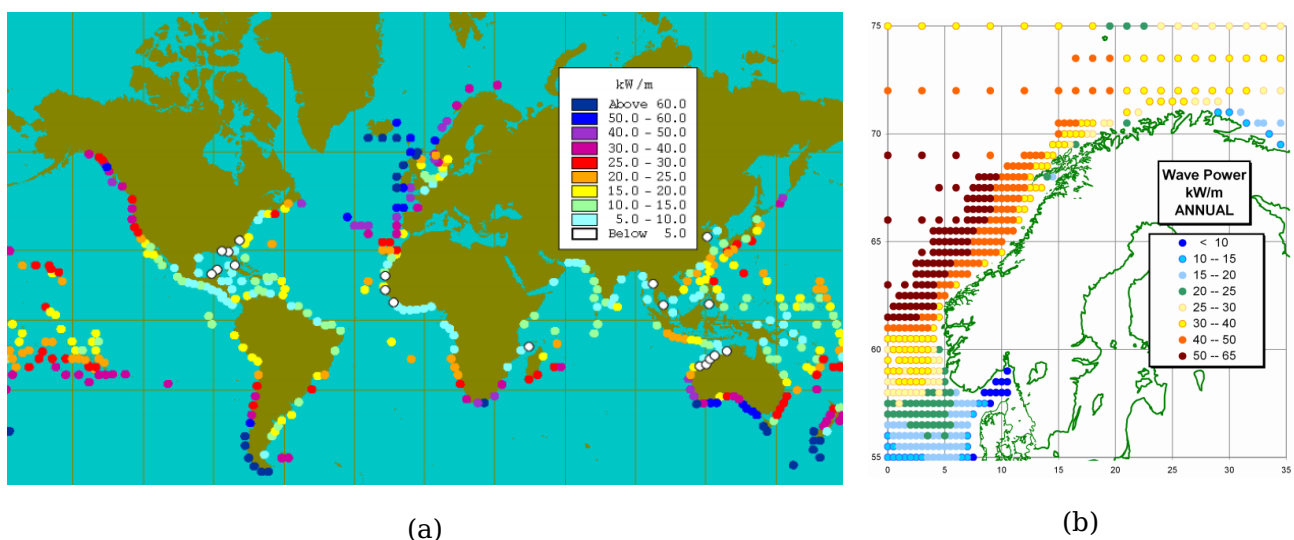 kW/m
Above 60.0
50.0 - 60.0
40.0 - 50.0
30.0 - 40.0
25.0 - 30.0
20.0 - 25.0
15.0 - 20.0
10.0 - 15.0
5.0 - 10.0
Below 5.0
(a)
75
70
65
60
55
0 5 10 15 20 25 30 35
Wave Power
kW/m
ANNUAL
< 10
10 -- 15
15 -- 20
20 -- 25
25 -- 30
30 -- 40
40 -- 50
50 -- 65
(b)